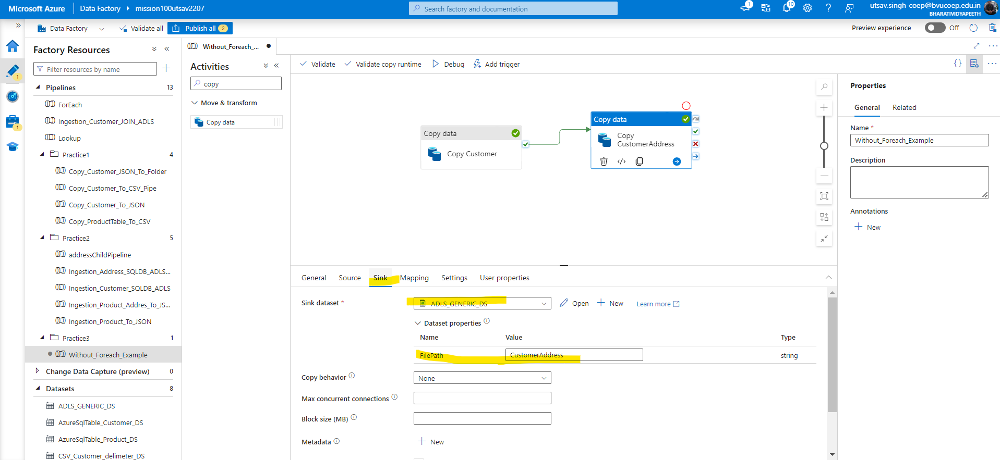 Microsoft Azure
Data Factory
mission100utsav2207
Search factory and documentation
1
10
?
utsav.singh-coep@bvucoep.edu.in
BHARATIVIDYAPEETH
Data Factory
Validate all
Publish all 2
Preview experience
Off
1
1
Factory Resources
Filter resources by name
Pipelines 13
ForEach
Ingestion_Customer_JOIN_ADLS
Lookup
Practice1 4
Copy_Customer_JSON_To_Folder
Copy_Customer_To_CSV_Pipe
Copy_Customer_To_JSON
Copy_ProductTable_To_CSV
Practice2 5
addressChildPipeline
Ingestion_Address_SQLDB_ADLS...
Ingestion_Customer_SQLDB_ADLS
Ingestion_Product_Addres_To_JS...
Ingestion_Product_To_JSON
Practice3 1
Without_Foreach_Example
Change Data Capture (preview) 0
Datasets 8
ADLS_GENERIC_DS
AzureSqlTable_Customer_DS
AzureSqlTable_Product_DS
CSV_Customer_delimeter_DS
Without_Foreach_...
Activities
copy
Move & transform
Copy data
Validate
Validate copy runtime
Debug
Add trigger
{}
Copy data
Copy Customer
Copy data
Copy
CustomerAddress
General
Source
Sink
Mapping
Settings
User properties
Sink dataset *
ADLS_GENERIC_DS
Open
New
Learn more
Dataset properties
Name Value Type
FilePath CustomerAddress string
Copy behavior
None
Max concurrent connections
Block size (MB)
Metadata
New
Properties
General
Related
Name *
Without_Foreach_Example
Description
Annotations
New